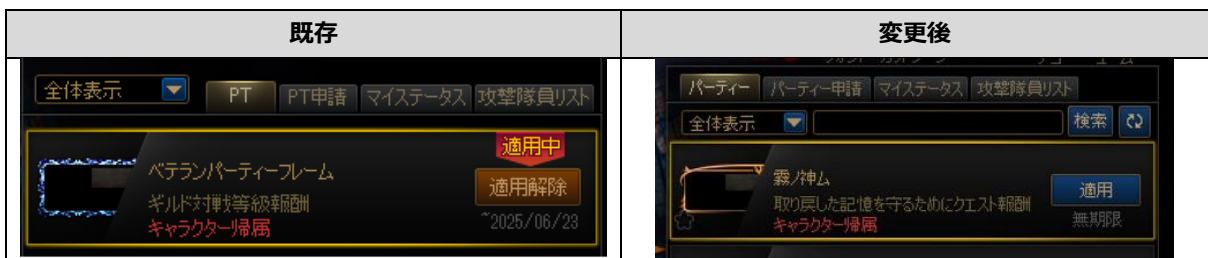 既存
変更後
全体表示
PT
PT申請
マイステータス
攻撃隊員リスト
適用中
ベテランパーティーフレーム
ギルド対戦等級報酬
キャラクター帰属
適用解除
~2025/06/23
パーティー
パーティー申請
マイステータス
攻撃隊員リスト
全体表示
検索
霧ノ神ム
取り戻した記憶を守るためにクエスト報酬
キャラクター帰属
適用
無期限